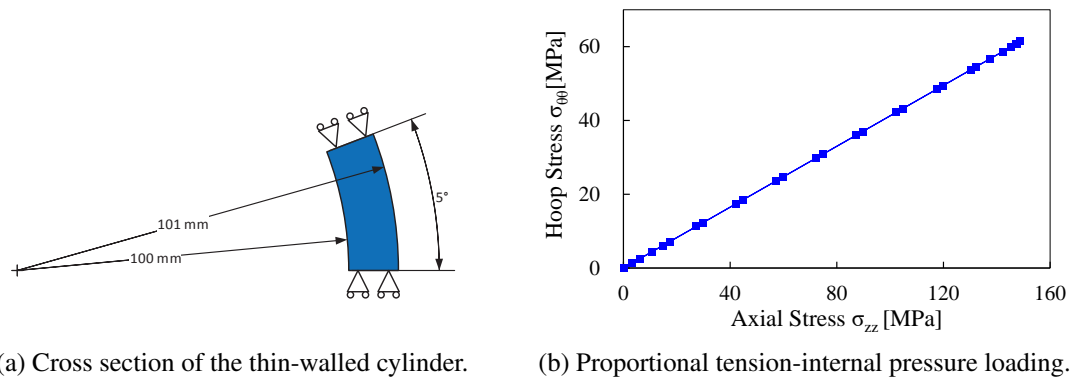 101 mm
100 mm
5°
Hoop Stress σθθ[MPa]
60
40
20
0
0 40 80 120 160
Axial Stress σzz [MPa]
(a) Cross section of the thin-walled cylinder.
(b) Proportional tension-internal pressure loading.